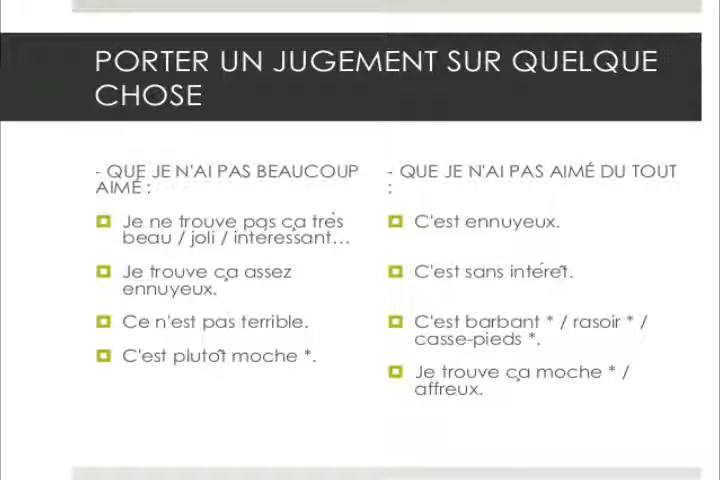 PORTER UN JUGEMENT SUR QUELQUE
CHOSE
- QUE JE N'AI PAS BEAUCOUP
AIMÉ :
Je ne trouve pas ça très
beau / joli / intéressant...
Je trouve ça assez
ennuyeux.
Ce n'est pas terrible.
C'est plutôt moche *.
- QUE JE N'AI PAS AIMÉ DU TOUT
:
C'est ennuyeux.
C'est sans intérêt.
C'est barbant * / rasoir * /
casse-pieds *.
Je trouve ça moche * /
affreux.